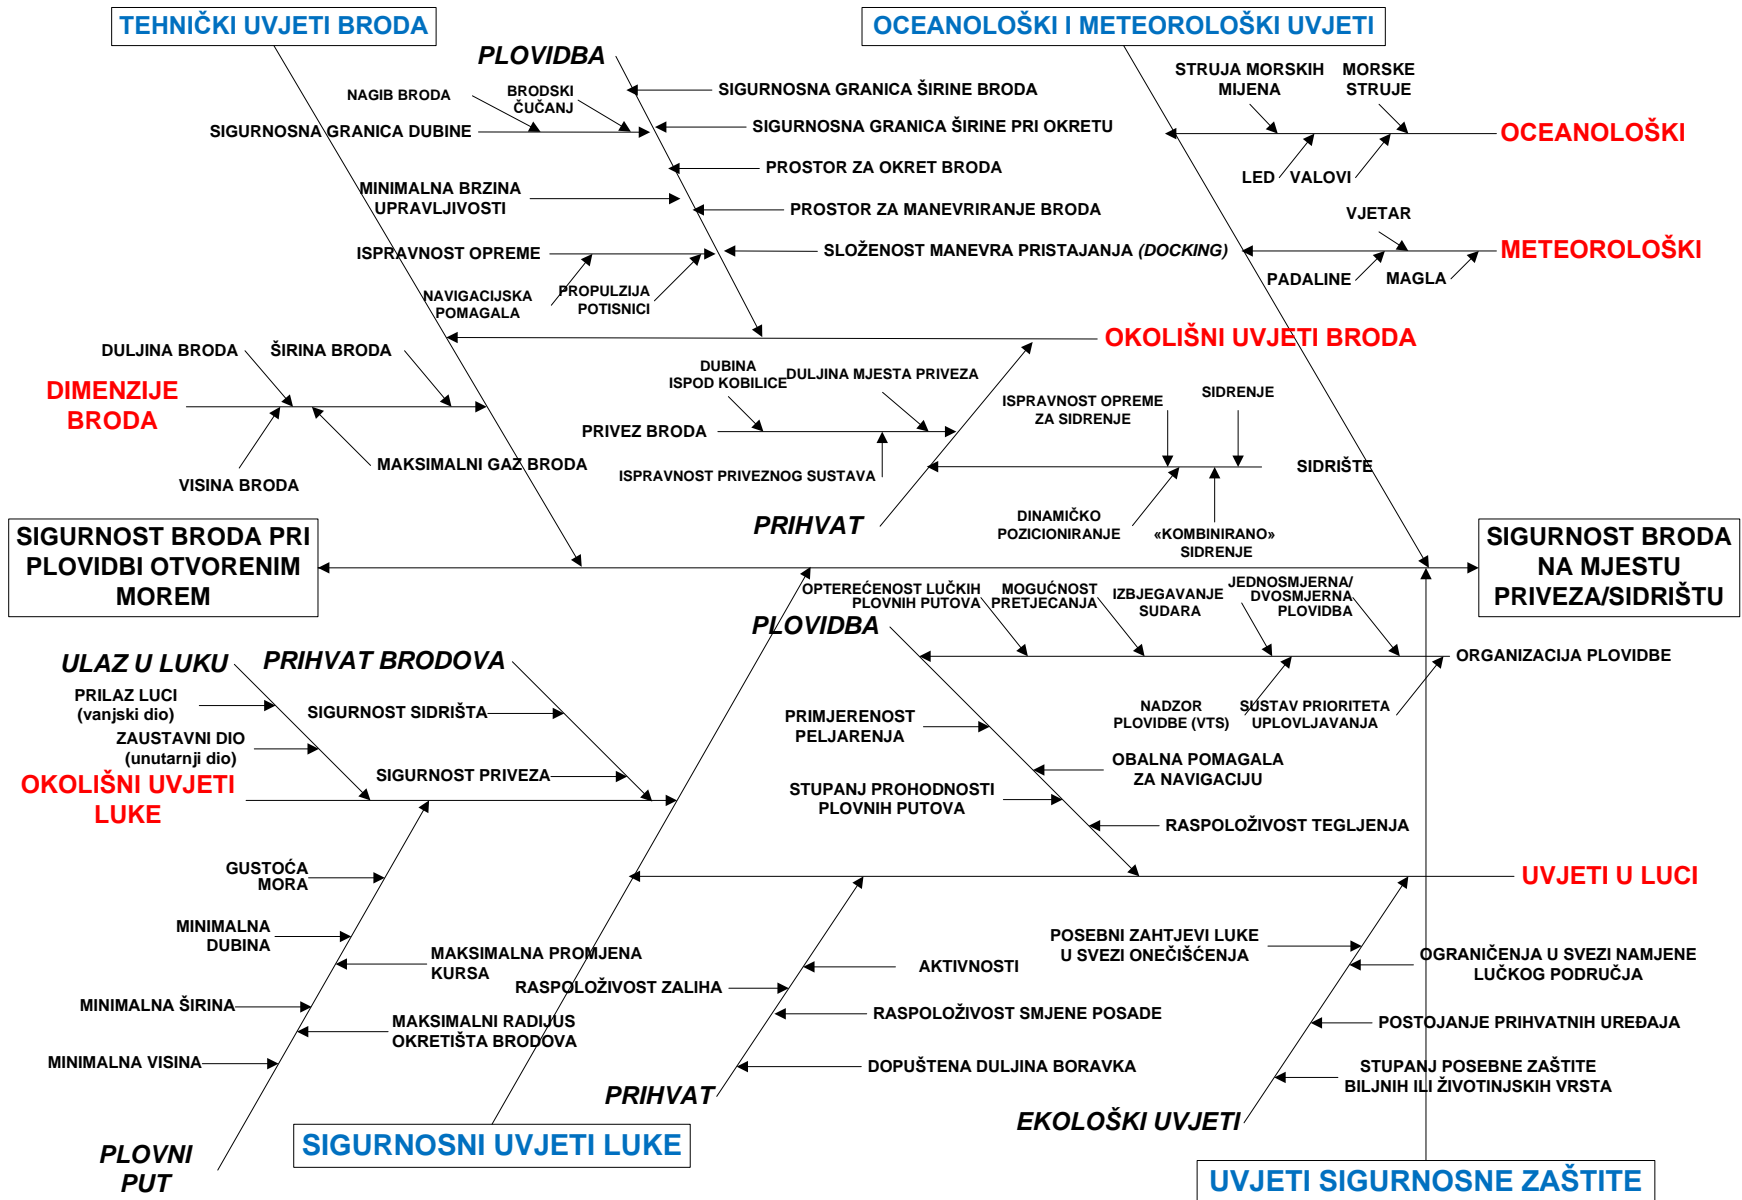 TEHNIČKI UVJETI BRODA
OCEANOLOŠKI I METEOROLOŠKI UVJETI
PLOVIDBA
NAGIB BRODA
BRODSKI
ČUČANJ
SIGURNOSNA GRANICA DUBINE
MINIMALNA BRZINA
UPRAVLJIVOSTI
ISPRAVNOST OPREME
NAVIGACIJSKA
POMAGALA
PROPULZIJA
POTISNICI
SIGURNOSNA GRANICA ŠIRINE BRODA
SIGURNOSNA GRANICA ŠIRINE PRI OKRETU
PROSTOR ZA OKRET BRODA
PROSTOR ZA MANEVRIRANJE BRODA
SLOŽENOST MANEVRA PRISTAJANJA (DOCKING)
STRUJA MORSKIH
MIJENA
MORSKE
STRUJE
OCEANOLOŠKI
LED
VALOVI
VJETAR
METEOROLOŠKI
PADALINE
MAGLA
OKOLIŠNI UVJETI BRODA
DULJINA BRODA
ŠIRINA BRODA
DIMENZIJE
BRODA
MAKSIMALNI GAZ BRODA
VISINA BRODA
DUBINA
ISPOD KOBILICE
DULJINA MJESTA PRIVEZA
PRIVEZ BRODA
ISPRAVNOST PRIVEZNOG SUSTAVA
ISPRAVNOST OPREME
ZA SIDRENJE
SIDRENJE
SIDRIŠTE
DINAMIČKO
POZICIONIRANJE
«KOMBINIRANO»
SIDRENJE
PRIHVAT
SIGURNOST BRODA PRI
PLOVIDBI OTVORENIM
MOREM
SIGURNOST BRODA
NA MJESTU
PRIVEZA/SIDRIŠTU
OPTEREĆENOST LUČKIH
PLOVNIH PUTOVA
MOGUĆNOST
PRETJECANJA
IZBJEGAVANJE
SUDARA
JEDNOSMJERNA/
DVOSMJERNA
PLOVIDBA
PLOVIDBA
ORGANIZACIJA PLOVIDBE
NADZOR
PLOVIDBE (VTS)
SUSTAV PRIORITETA
UPLOVLJAVANJA
ULAZ U LUKU
PRIHVAT BRODOVA
PRILAZ LUCI
(vanjski dio)
ZAUSTAVNI DIO
(unutarnji dio)
SIGURNOST SIDRIŠTA
SIGURNOST PRIVEZA
OKOLIŠNI UVJETI
LUKE
PRIMJERENOST
PELJARENJA
OBALNA POMAGALA
ZA NAVIGACIJU
STUPANJ PROHODNOSTI
PLOVNIH PUTOVA
RASPOLOŽIVOST TEGLJENJA
UVJETI U LUCI
GUSTOĆA
MORA
MINIMALNA
DUBINA
MAKSIMALNA PROMJENA
KURSA
MINIMALNA ŠIRINA
MAKSIMALNI RADIJUS
OKRETIŠTA BRODOVA
MINIMALNA VISINA
PLOVNI
PUT
AKTIVNOSTI
RASPOLOŽIVOST ZALIHA
RASPOLOŽIVOST SMJENE POSADE
DOPUŠTENA DULJINA BORAVKA
PRIHVAT
POSEBNI ZAHTJEVI LUKE
U SVEZI ONEČIŠĆENJA
OGRANIČENJA U SVEZI NAMJENE
LUČKOG PODRUČJA
POSTOJANJE PRIHVATNIH UREĐAJA
STUPANJ POSEBNE ZAŠTITE
BILJNIH ILI ŽIVOTINJSKIH VRSTA
EKOLOŠKI UVJETI
SIGURNOSNI UVJETI LUKE
UVJETI SIGURNOSNE ZAŠTITE